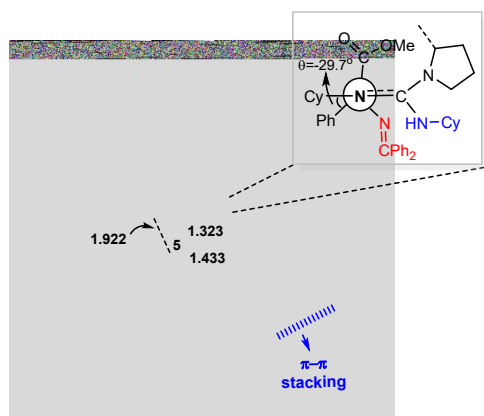 O
OMe
C
θ=-29.7°
N
Cy
N
C
Ph
N
HN
Cy
CPh₂
1.922
5
1.323
1.433
π–π
stacking